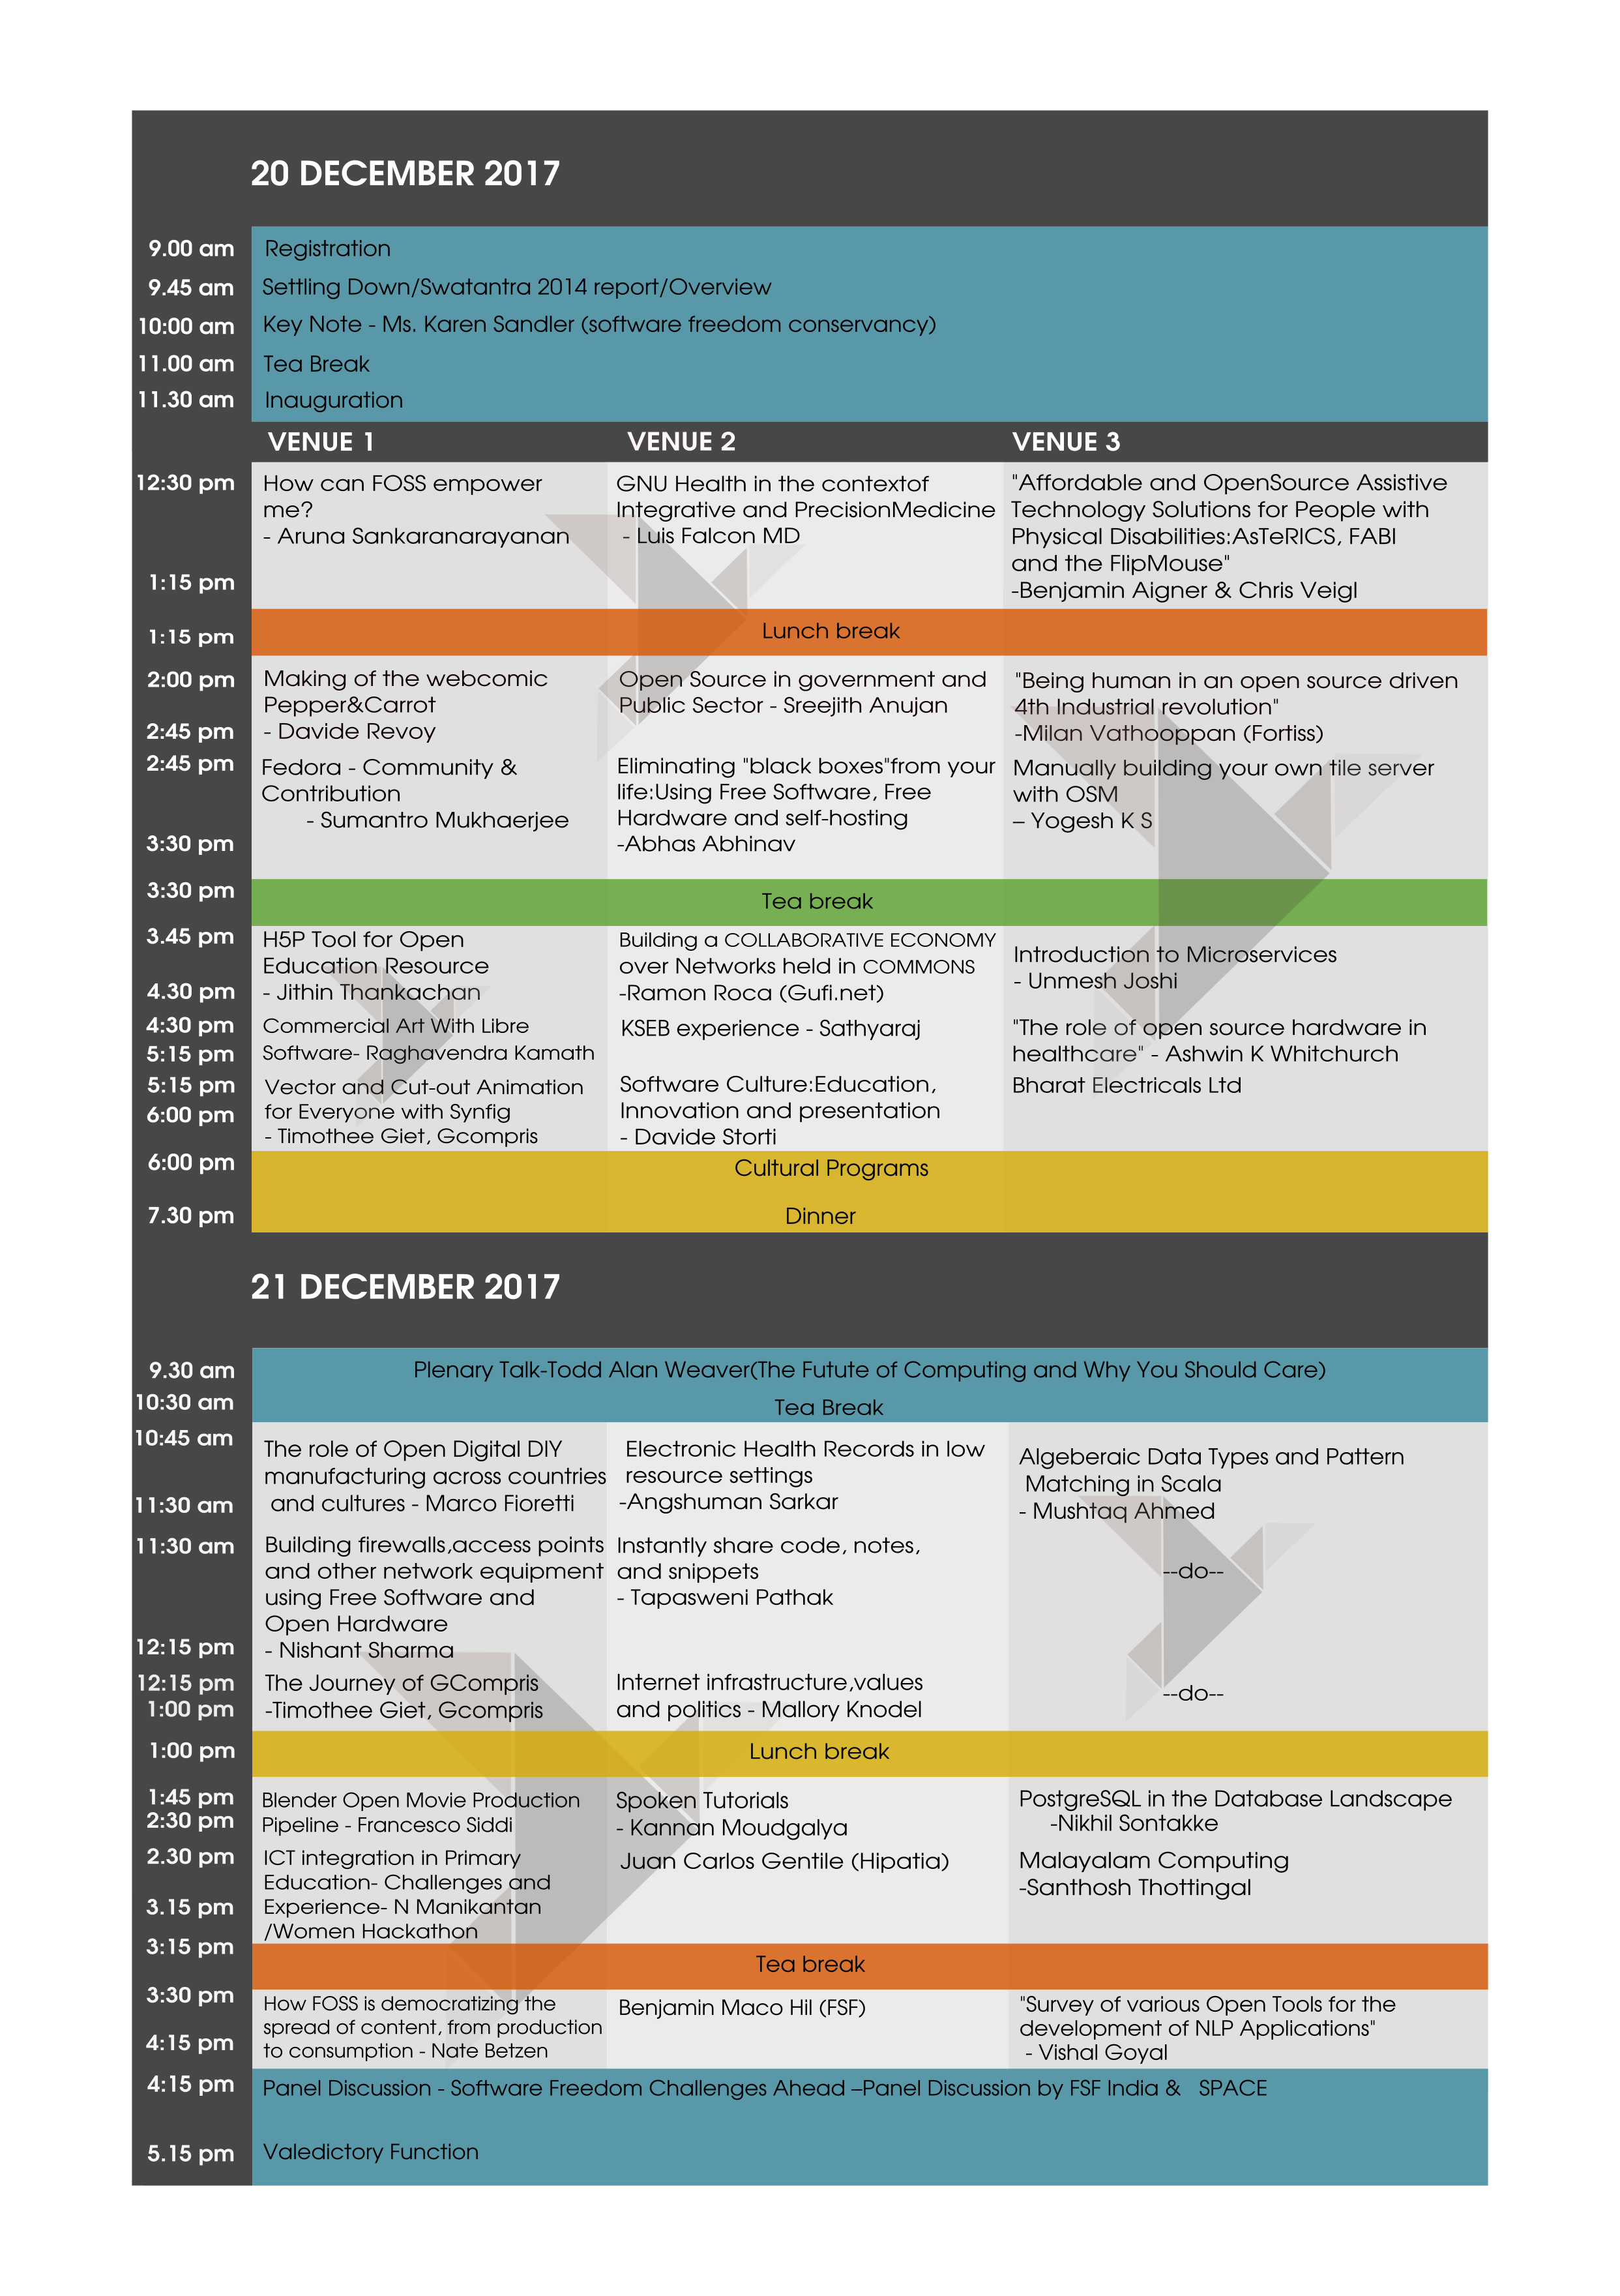 20 DECEMBER 2017
9.00 am Registration
9.45 am Settling Down/Swatantra 2014 report/Overview
10:00 am Key Note - Ms. Karen Sandler (software freedom conservancy)
11.00 am Tea Break
11.30 am Inauguration
VENUE 1 VENUE 2 VENUE 3
12:30 pm
1:15 pm
How can FOSS empower
me?
- Aruna Sankaranarayanan
GNU Health in the contextof
Integrative and PrecisionMedicine
- Luis Falcon MD
"Affordable and OpenSource Assistive
Technology Solutions for People with
Physical Disabilities:AsTeRICS, FABI
and the FlipMouse"
-Benjamin Aigner & Chris Veigl
1:15 pm Lunch break
2:00 pm
2:45 pm
Making of the webcomic
Pepper&Carrot
- Davide Revoy
Open Source in government and
Public Sector - Sreejith Anujan
"Being human in an open source driven
4th Industrial revolution"
-Milan Vathooppan (Fortiss)
2:45 pm
3:30 pm
Fedora - Community &
Contribution
- Sumantro Mukhaerjee
Eliminating "black boxes"from your
life:Using Free Software, Free
Hardware and self-hosting
-Abhas Abhinav
Manually building your own tile server
with OSM
– Yogesh K S
3:30 pm Tea break
3.45 pm
4.30 pm
H5P Tool for Open
Education Resource
- Jithin Thankachan
Building a COLLABORATIVE ECONOMY
over Networks held in COMMONS
-Ramon Roca (Gufi.net)
Introduction to Microservices
- Unmesh Joshi
4:30 pm
5:15 pm
Commercial Art With Libre
Software- Raghavendra Kamath
KSEB experience - Sathyaraj
"The role of open source hardware in
healthcare" - Ashwin K Whitchurch
5:15 pm
6:00 pm
Vector and Cut-out Animation
for Everyone with Synfig
- Timothee Giet, Gcompris
Software Culture:Education,
Innovation and presentation
- Davide Storti
Bharat Electricals Ltd
6:00 pm Cultural Programs
7.30 pm Dinner
21 DECEMBER 2017
9.30 am Plenary Talk-Todd Alan Weaver(The Futute of Computing and Why You Should Care)
10:30 am Tea Break
10:45 am
11:30 am
The role of Open Digital DIY
manufacturing across countries
and cultures - Marco Fioretti
Electronic Health Records in low
resource settings
-Angshuman Sarkar
Algeberaic Data Types and Pattern
Matching in Scala
- Mushtaq Ahmed
11:30 am
12:15 pm
Building firewalls,access points
and other network equipment
using Free Software and
Open Hardware
- Nishant Sharma
Instantly share code, notes,
and snippets
- Tapasweni Pathak
--do--
12:15 pm
1:00 pm
The Journey of GCompris
-Timothee Giet, Gcompris
Internet infrastructure,values
and politics - Mallory Knodel
--do--
1:00 pm Lunch break
1:45 pm
2:30 pm
Blender Open Movie Production
Pipeline - Francesco Siddi
Spoken Tutorials
- Kannan Moudgalya
PostgreSQL in the Database Landscape
-Nikhil Sontakke
2.30 pm
3.15 pm
ICT integration in Primary
Education- Challenges and
Experience- N Manikantan
/Women Hackathon
Juan Carlos Gentile (Hipatia)
Malayalam Computing
-Santhosh Thottingal
3:15 pm Tea break
3:30 pm
4:15 pm
How FOSS is democratizing the
spread of content, from production
to consumption - Nate Betzen
Benjamin Maco Hil (FSF)
"Survey of various Open Tools for the
development of NLP Applications"
- Vishal Goyal
4:15 pm Panel Discussion - Software Freedom Challenges Ahead –Panel Discussion by FSF India & SPACE
5.15 pm Valedictory Function